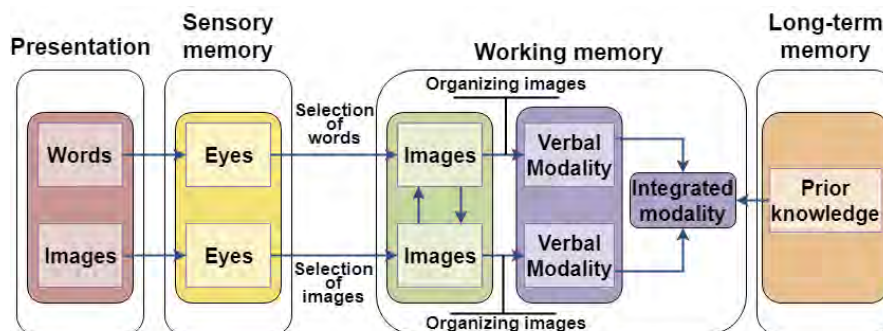 Presentation
Sensory
memory
Working memory
Long-term
memory
Organizing images
Selection
of
words
Words
Eyes
Images
Verbal
Modality
Integrated
modality
Prior
knowledge
Images
Eyes
Images
Verbal
Modality
Selection
of
images
Organizing images